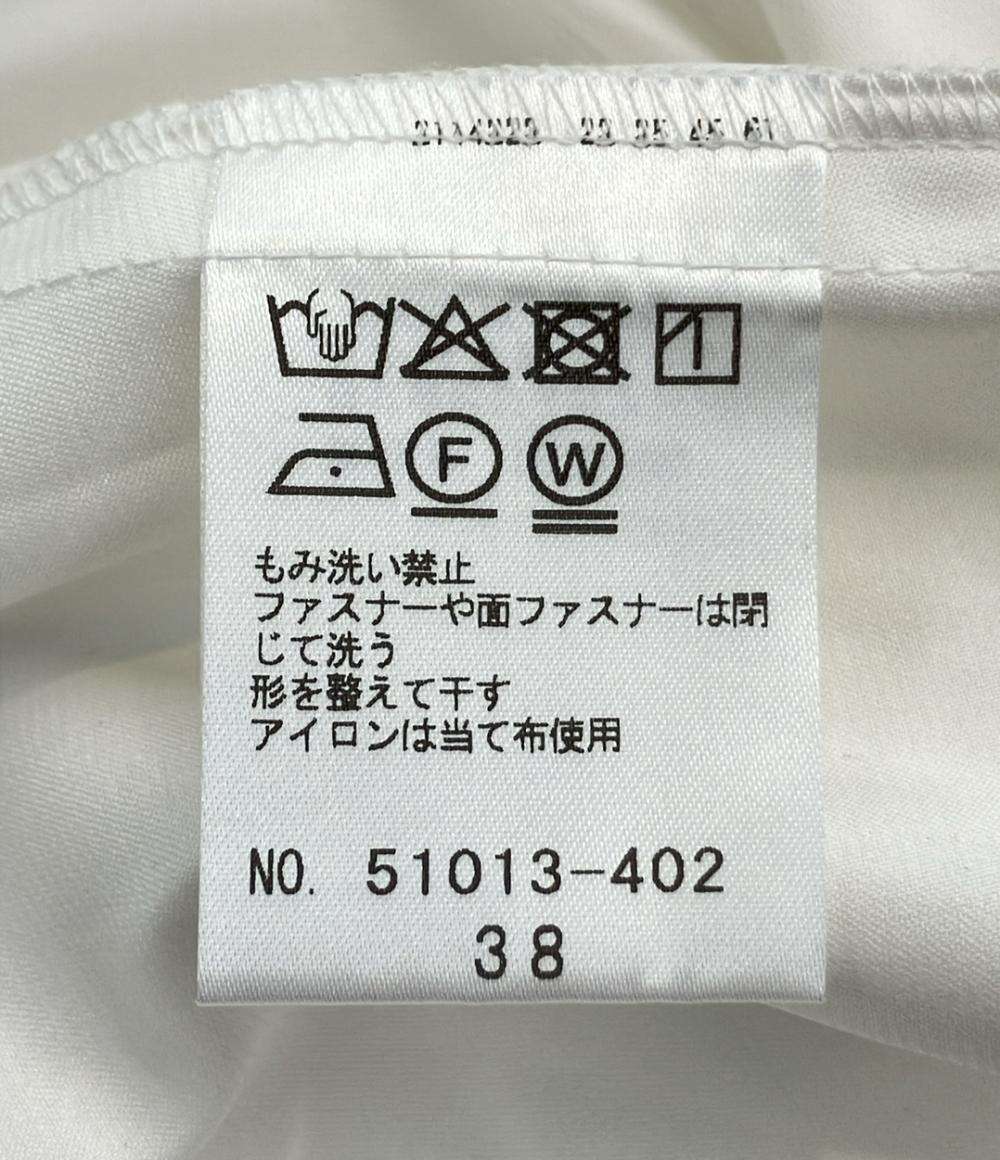 F W
もみ洗い禁止
ファスナーや面ファスナーは閉
じて洗う
形を整えて干す
アイロンは当て布使用
NO. 51013-402
38